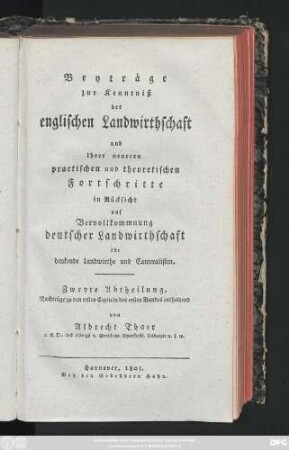 Beyträge
zur Kenntniß
der
englischen Landwirthschaft
und
ihrer neueren
practischen und theoretischen
Fortschritte
in Rücksicht
auf
Vervollkommnung
deutscher Landwirthschaft
für
denkende Landwirthe und Cameralisten.
Zweyte Abtheilung,
Nachträge zu den ersten Capiteln des ersten Bandes enthaltend
von
Albrecht Thaer
Hannover, 1801.
Bey den Gebrüdern Hahn.